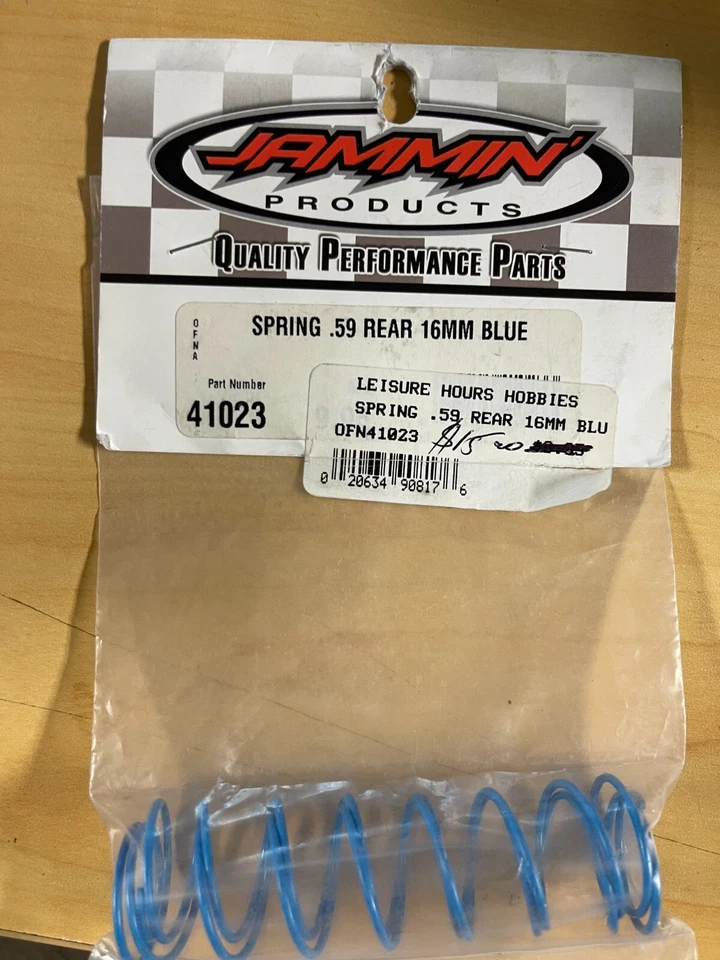 JAMMIN'
PRODUCTS
QUALITY PERFORMANCE PARTS
OFNA
SPRING .59 REAR 16MM BLUE
Part Number
41023
LEISURE HOURS HOBBIES
SPRING .59 REAR 16MM BLU
OFN41023 $15.00
0 20634 90817 6